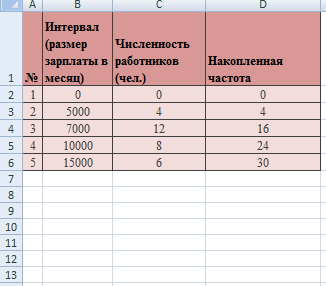 A B C D
1 № Интервал (размер зарплаты в месяц) Численность работников (чел.) Накопленная частота
2 1 0 0 0
3 2 5000 4 4
4 3 7000 12 16
5 4 10000 8 24
6 5 15000 6 30
7
8
9
10
11
12
13